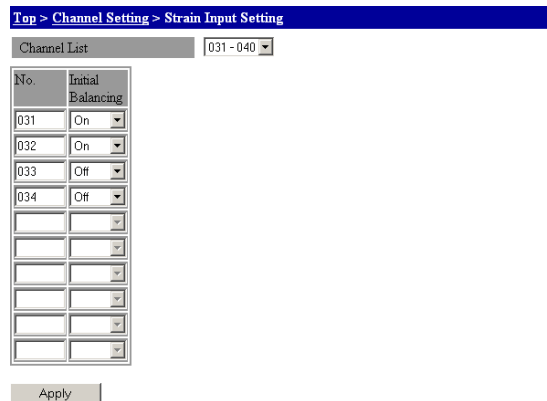 Top > Channel Setting > Strain Input Setting
Channel List 031 - 040
No. Initial Balancing
031 On
032 On
033 Off
034 Off
Apply